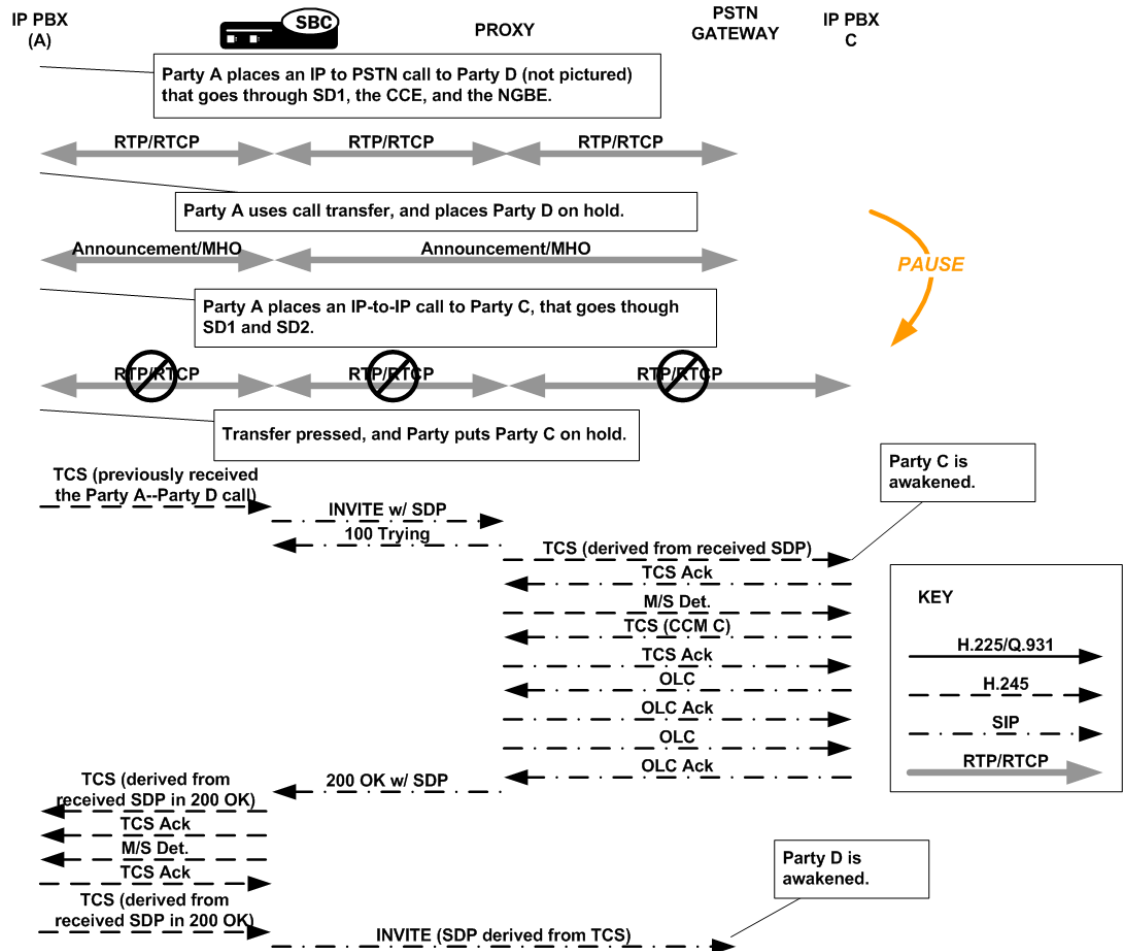 IP PBX
(A)
SBC
PROXY
PSTN
GATEWAY
IP PBX
C
Party A places an IP to PSTN call to Party D (not pictured)
that goes through SD1, the CCE, and the NGBE.
RTP/RTCP
RTP/RTCP
RTP/RTCP
Party A uses call transfer, and places Party D on hold.
Announcement/MHO
Announcement/MHO
PAUSE
Party A places an IP-to-IP call to Party C, that goes though
SD1 and SD2.
RTP/RTCP
RTP/RTCP
RTP/RTCP
Transfer pressed, and Party puts Party C on hold.
Party C is
awakened.
TCS (previously received
the Party A--Party D call)
INVITE w/ SDP
100 Trying
TCS (derived from received SDP)
TCS Ack
M/S Det.
TCS (CCM C)
TCS Ack
OLC
OLC Ack
OLC
OLC Ack
KEY
H.225/Q.931
H.245
SIP
RTP/RTCP
200 OK w/ SDP
TCS (derived from
received SDP in 200 OK)
TCS Ack
M/S Det.
TCS Ack
TCS (derived from
received SDP in 200 OK)
Party D is
awakened.
INVITE (SDP derived from TCS)